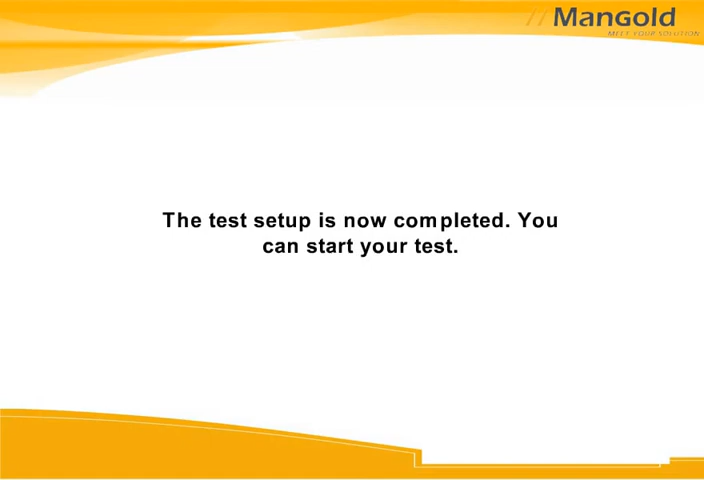 //Mangold
MEET YOUR SOLUTION
The test setup is now completed. You
can start your test.